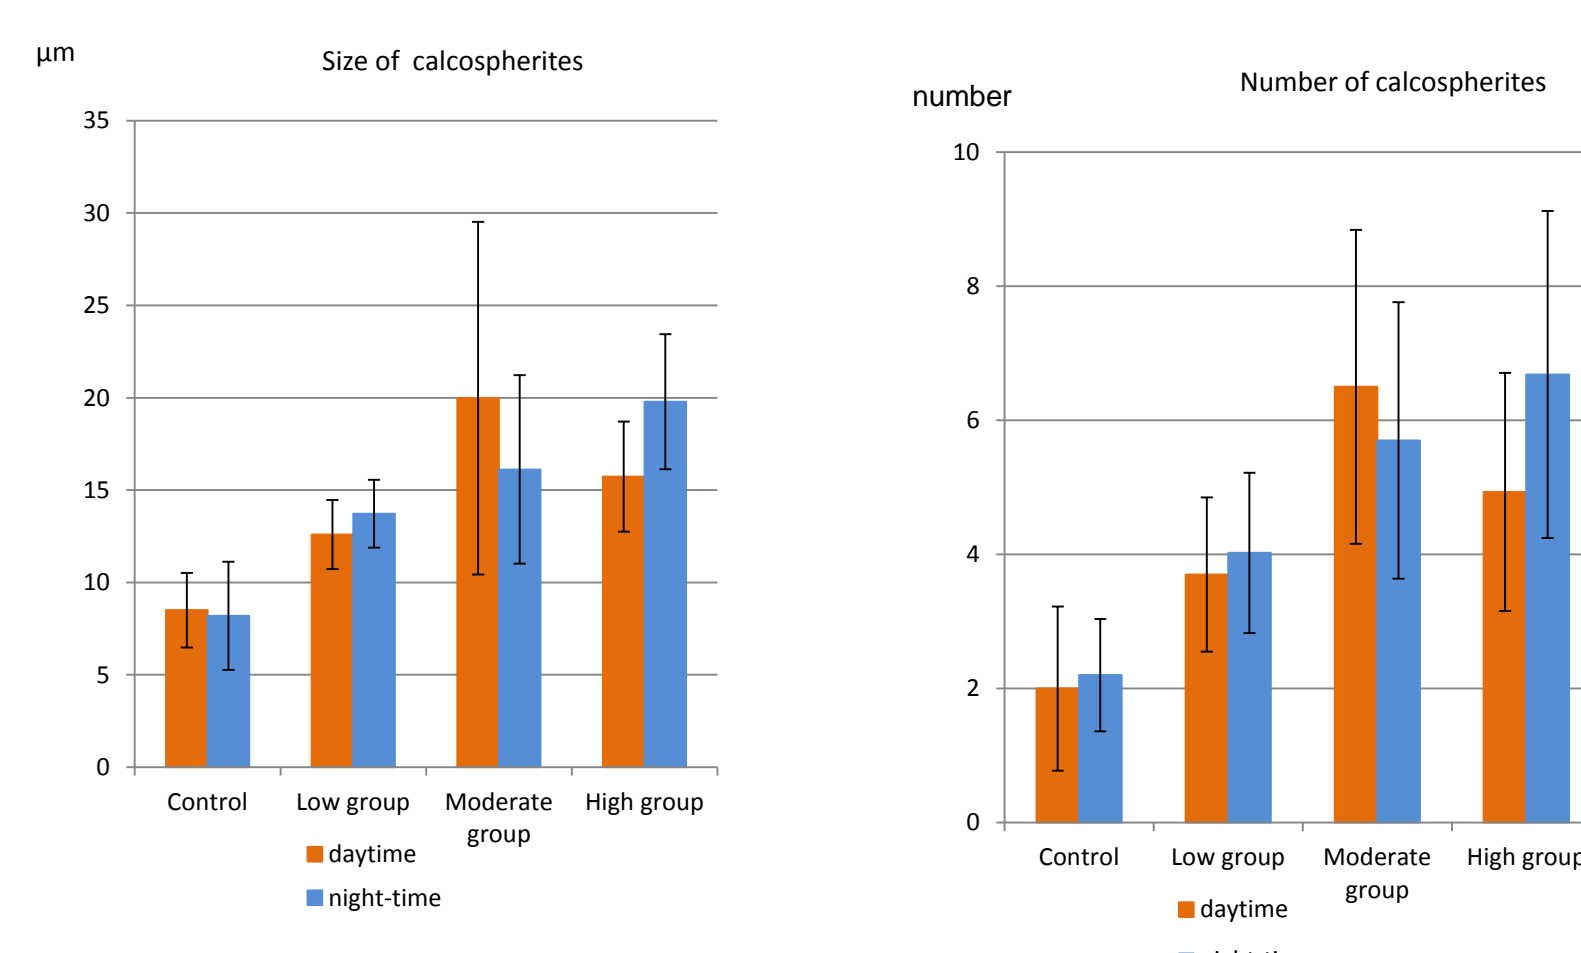 µm
Size of calcospherites
35
30
25
20
15
10
5
0
Control
Low group
Moderate
group
High group
daytime
night-time
number
Number of calcospherites
10
8
6
4
2
0
Control
Low group
Moderate
group
High group
daytime